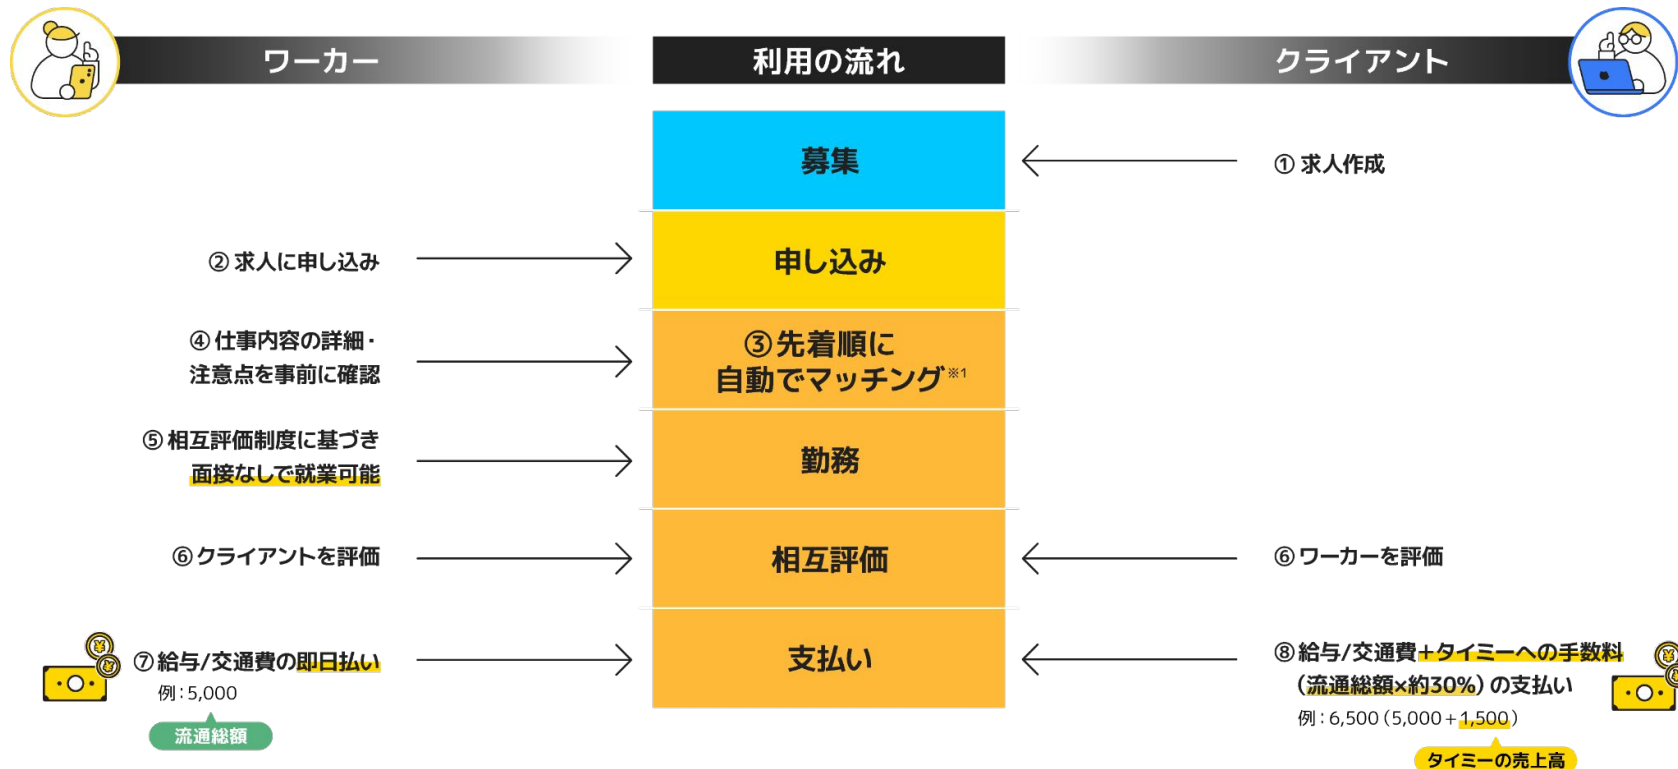 ワーカー
利用の流れ
クライアント
募集
① 求人作成
② 求人に申し込み
申し込み
④ 仕事内容の詳細・
注意点を事前に確認
③ 先着順に
自動でマッチング※1
⑤ 相互評価制度に基づき
面接なしで就業可能
勤務
⑥ クライアントを評価
相互評価
⑥ ワーカーを評価
⑦ 給与/交通費の即日払い
例：5,000
流通総額
支払い
⑧ 給与/交通費＋タイミーへの手数料
（流通総額×約30%）の支払い
例：6,500（5,000＋1,500）
タイミーの売上高